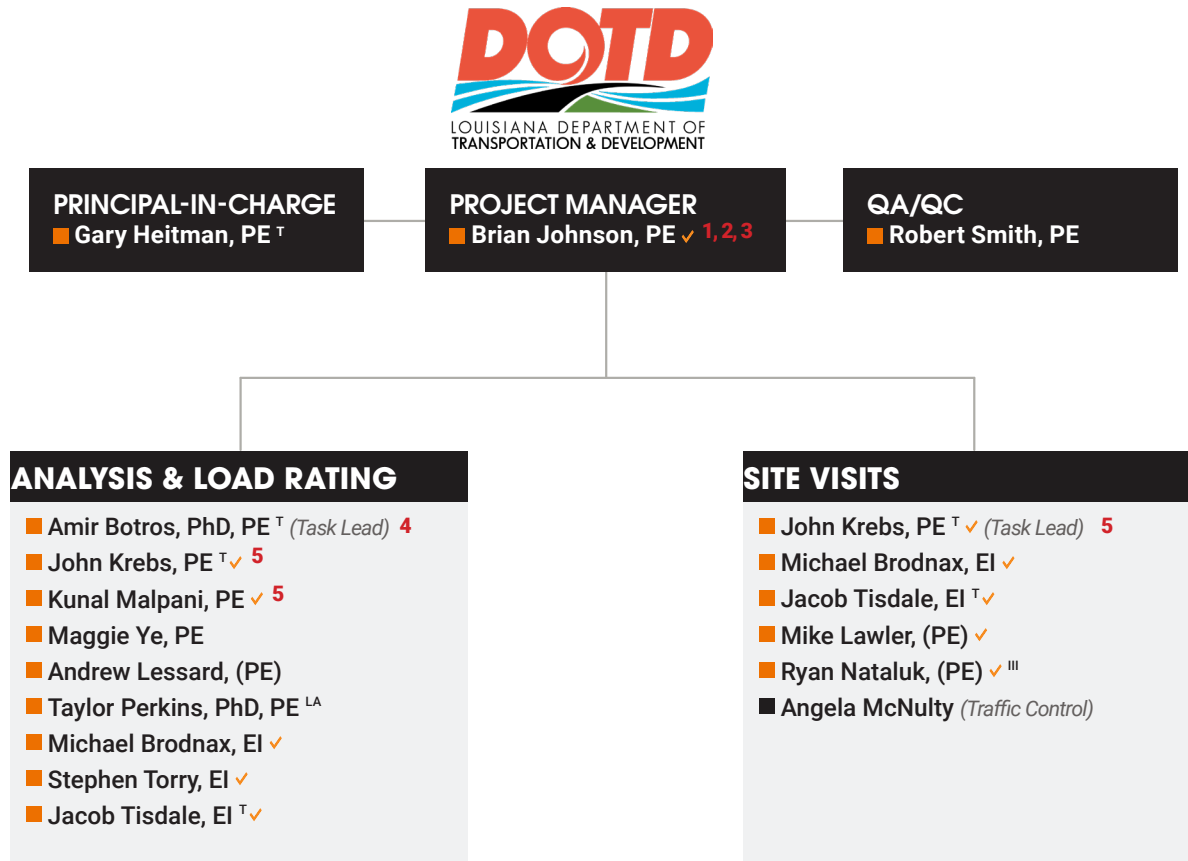 DOTD
LOUISIANA DEPARTMENT OF
TRANSPORTATION & DEVELOPMENT
PRINCIPAL-IN-CHARGE
Gary Heitman, PE T
PROJECT MANAGER
Brian Johnson, PE ✓ 1, 2, 3
QA/QC
Robert Smith, PE
ANALYSIS & LOAD RATING
Amir Botros, PhD, PE T (Task Lead) 4
John Krebs, PE T ✓ 5
Kunal Malpani, PE ✓ 5
Maggie Ye, PE
Andrew Lessard, (PE)
Taylor Perkins, PhD, PE LA
Michael Brodnax, EI ✓
Stephen Torry, EI ✓
Jacob Tisdale, EI T ✓
SITE VISITS
John Krebs, PE T ✓ (Task Lead) 5
Michael Brodnax, EI ✓
Jacob Tisdale, EI T ✓
Mike Lawler, (PE) ✓
Ryan Nataluk, (PE) ✓ III
Angela McNulty (Traffic Control)